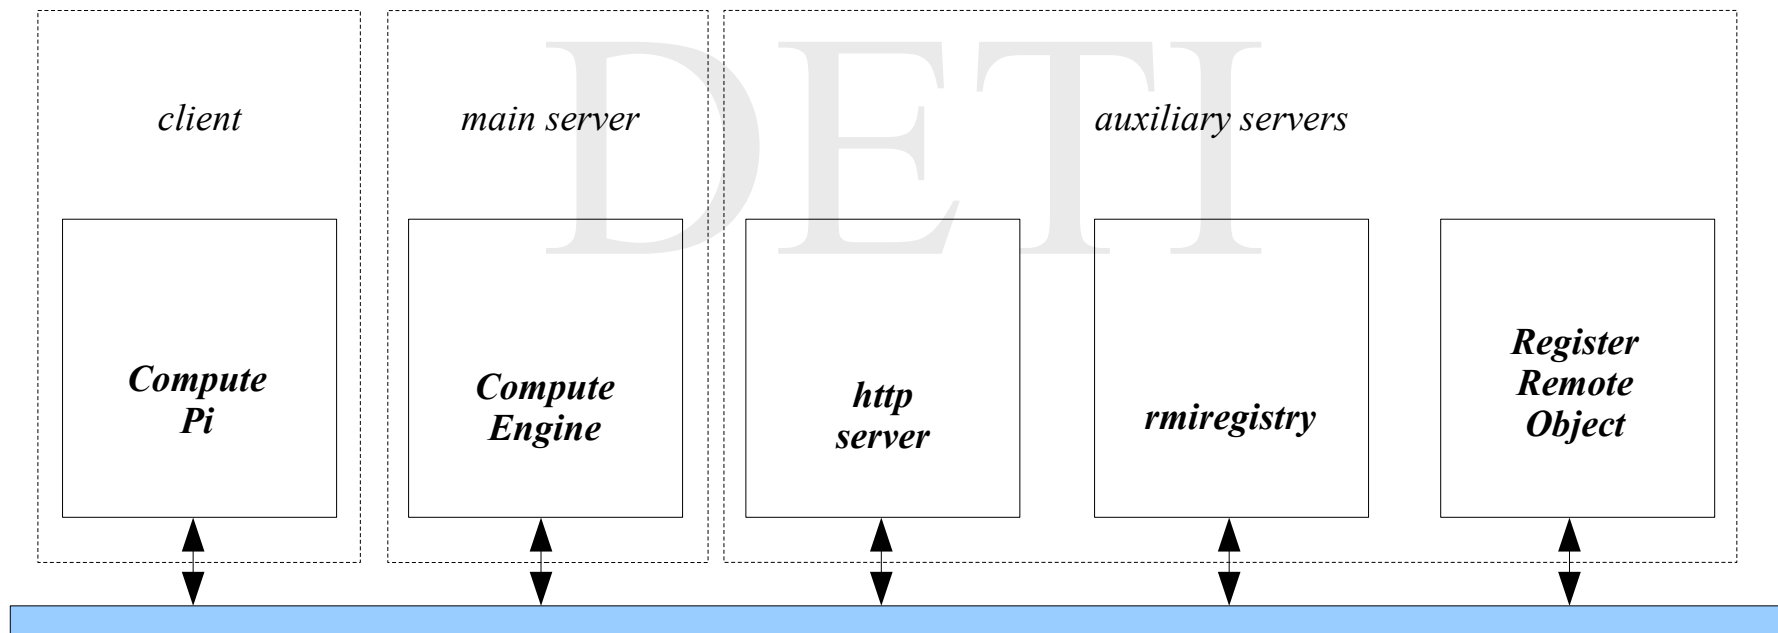 DETI
client
main server
auxiliary servers
Compute
Pi
Compute
Engine
http
server
rmiregistry
Register
Remote
Object